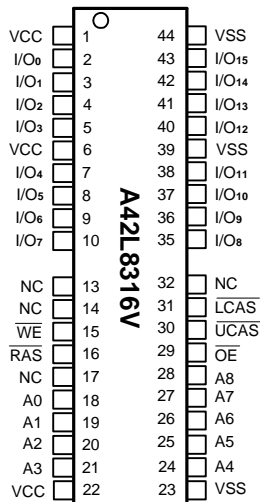 VCC 1 44 VSS
I/O0 2 43 I/O15
I/O1 3 42 I/O14
I/O2 4 41 I/O13
I/O3 5 40 I/O12
VCC 6 39 VSS
I/O4 7 38 I/O11
I/O5 8 37 I/O10
I/O6 9 36 I/O9
I/O7 10 35 I/O8
A42L8316V
NC 13 32 NC
NC 14 31 LCAS
WE 15 30 UCAS
RAS 16 29 OE
NC 17 28 A8
A0 18 27 A7
A1 19 26 A6
A2 20 25 A5
A3 21 24 A4
VCC 22 23 VSS